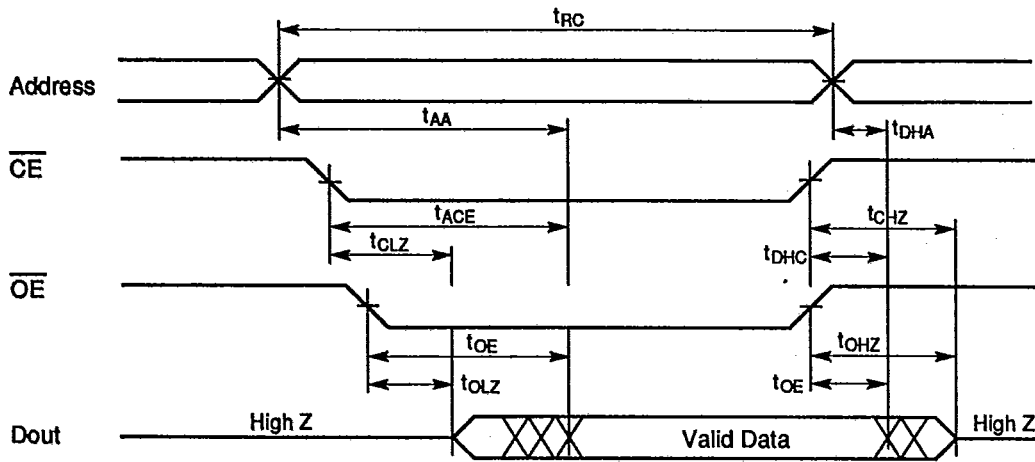 tRC
Address
tAA
tDHA
CE
tACE
tCHZ
tCLZ
tDHC
OE
tOE
tOHZ
tOLZ
tOE
High Z
Valid Data
High Z
Dout